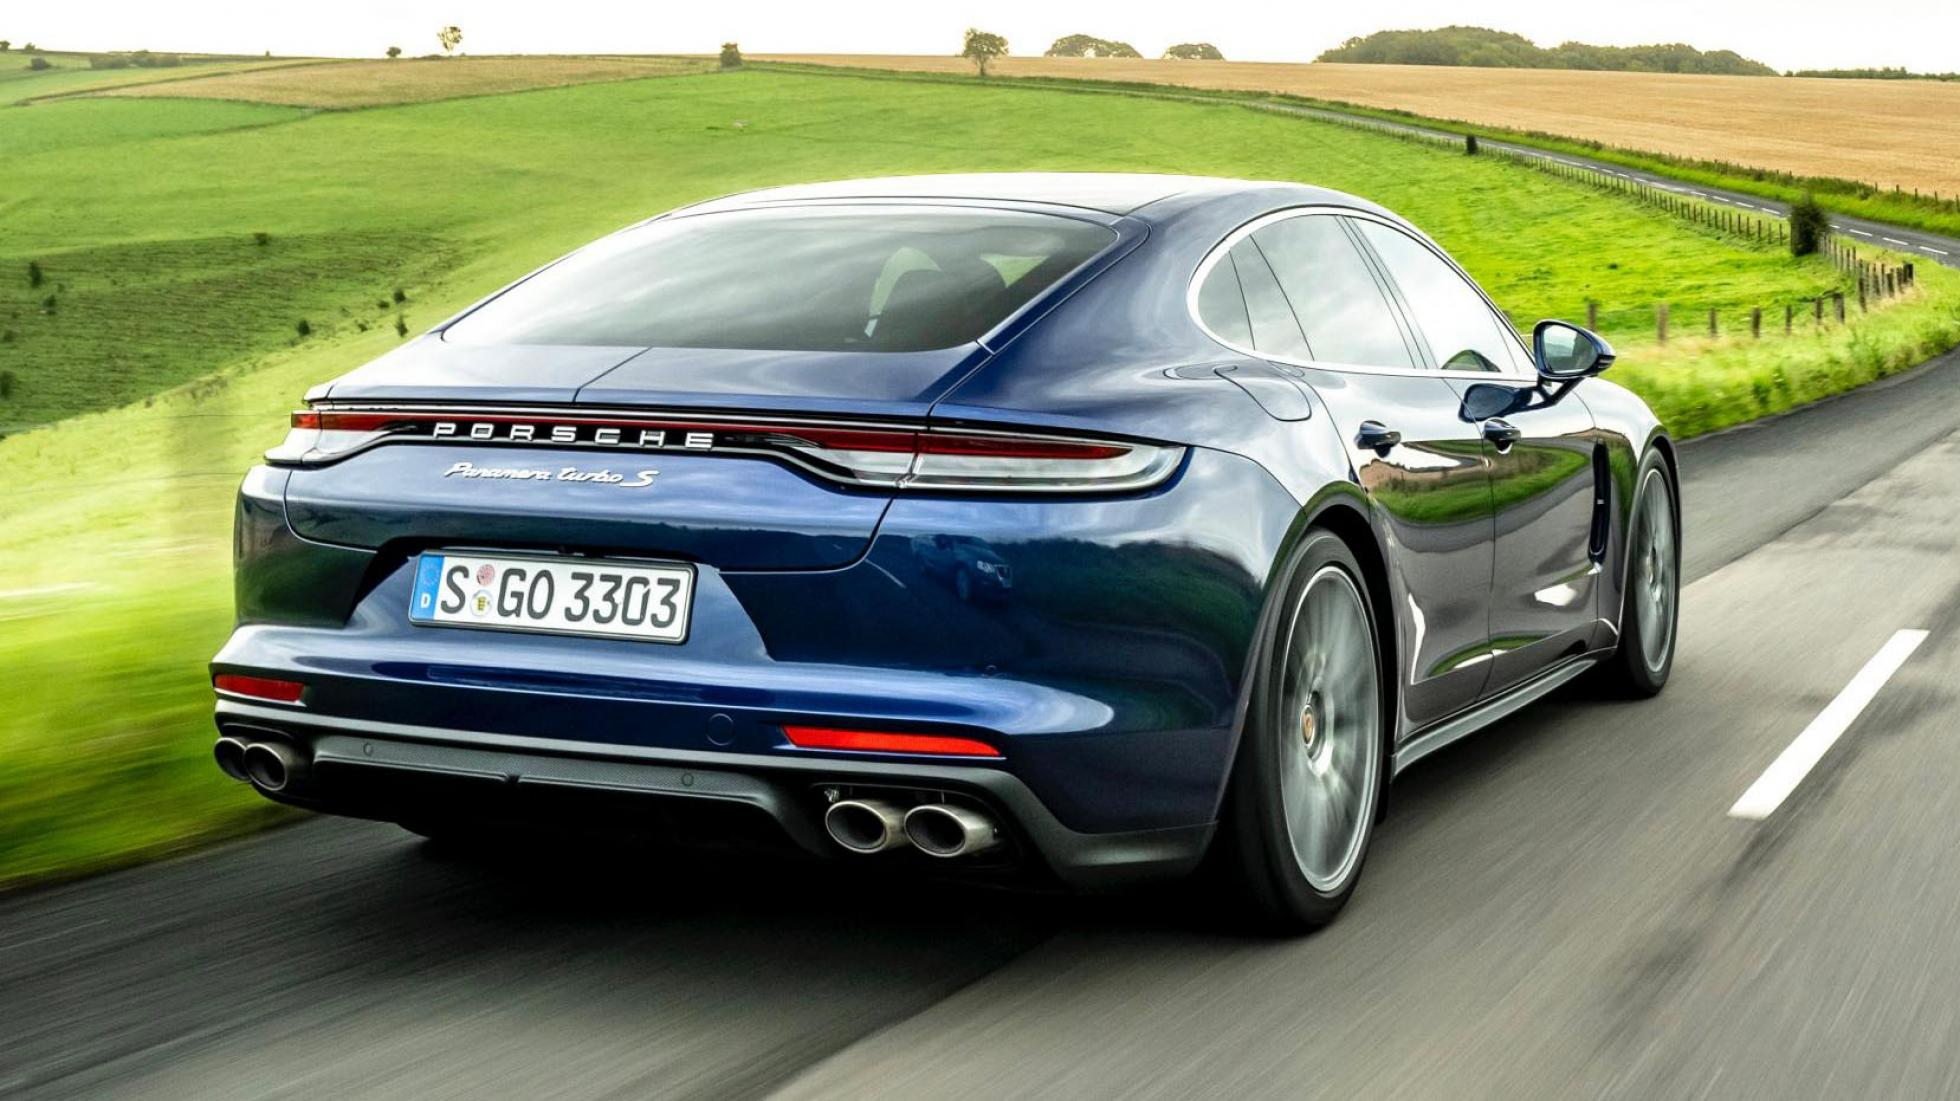 PORSCHE
Panamera turbo S
D S GO 3303